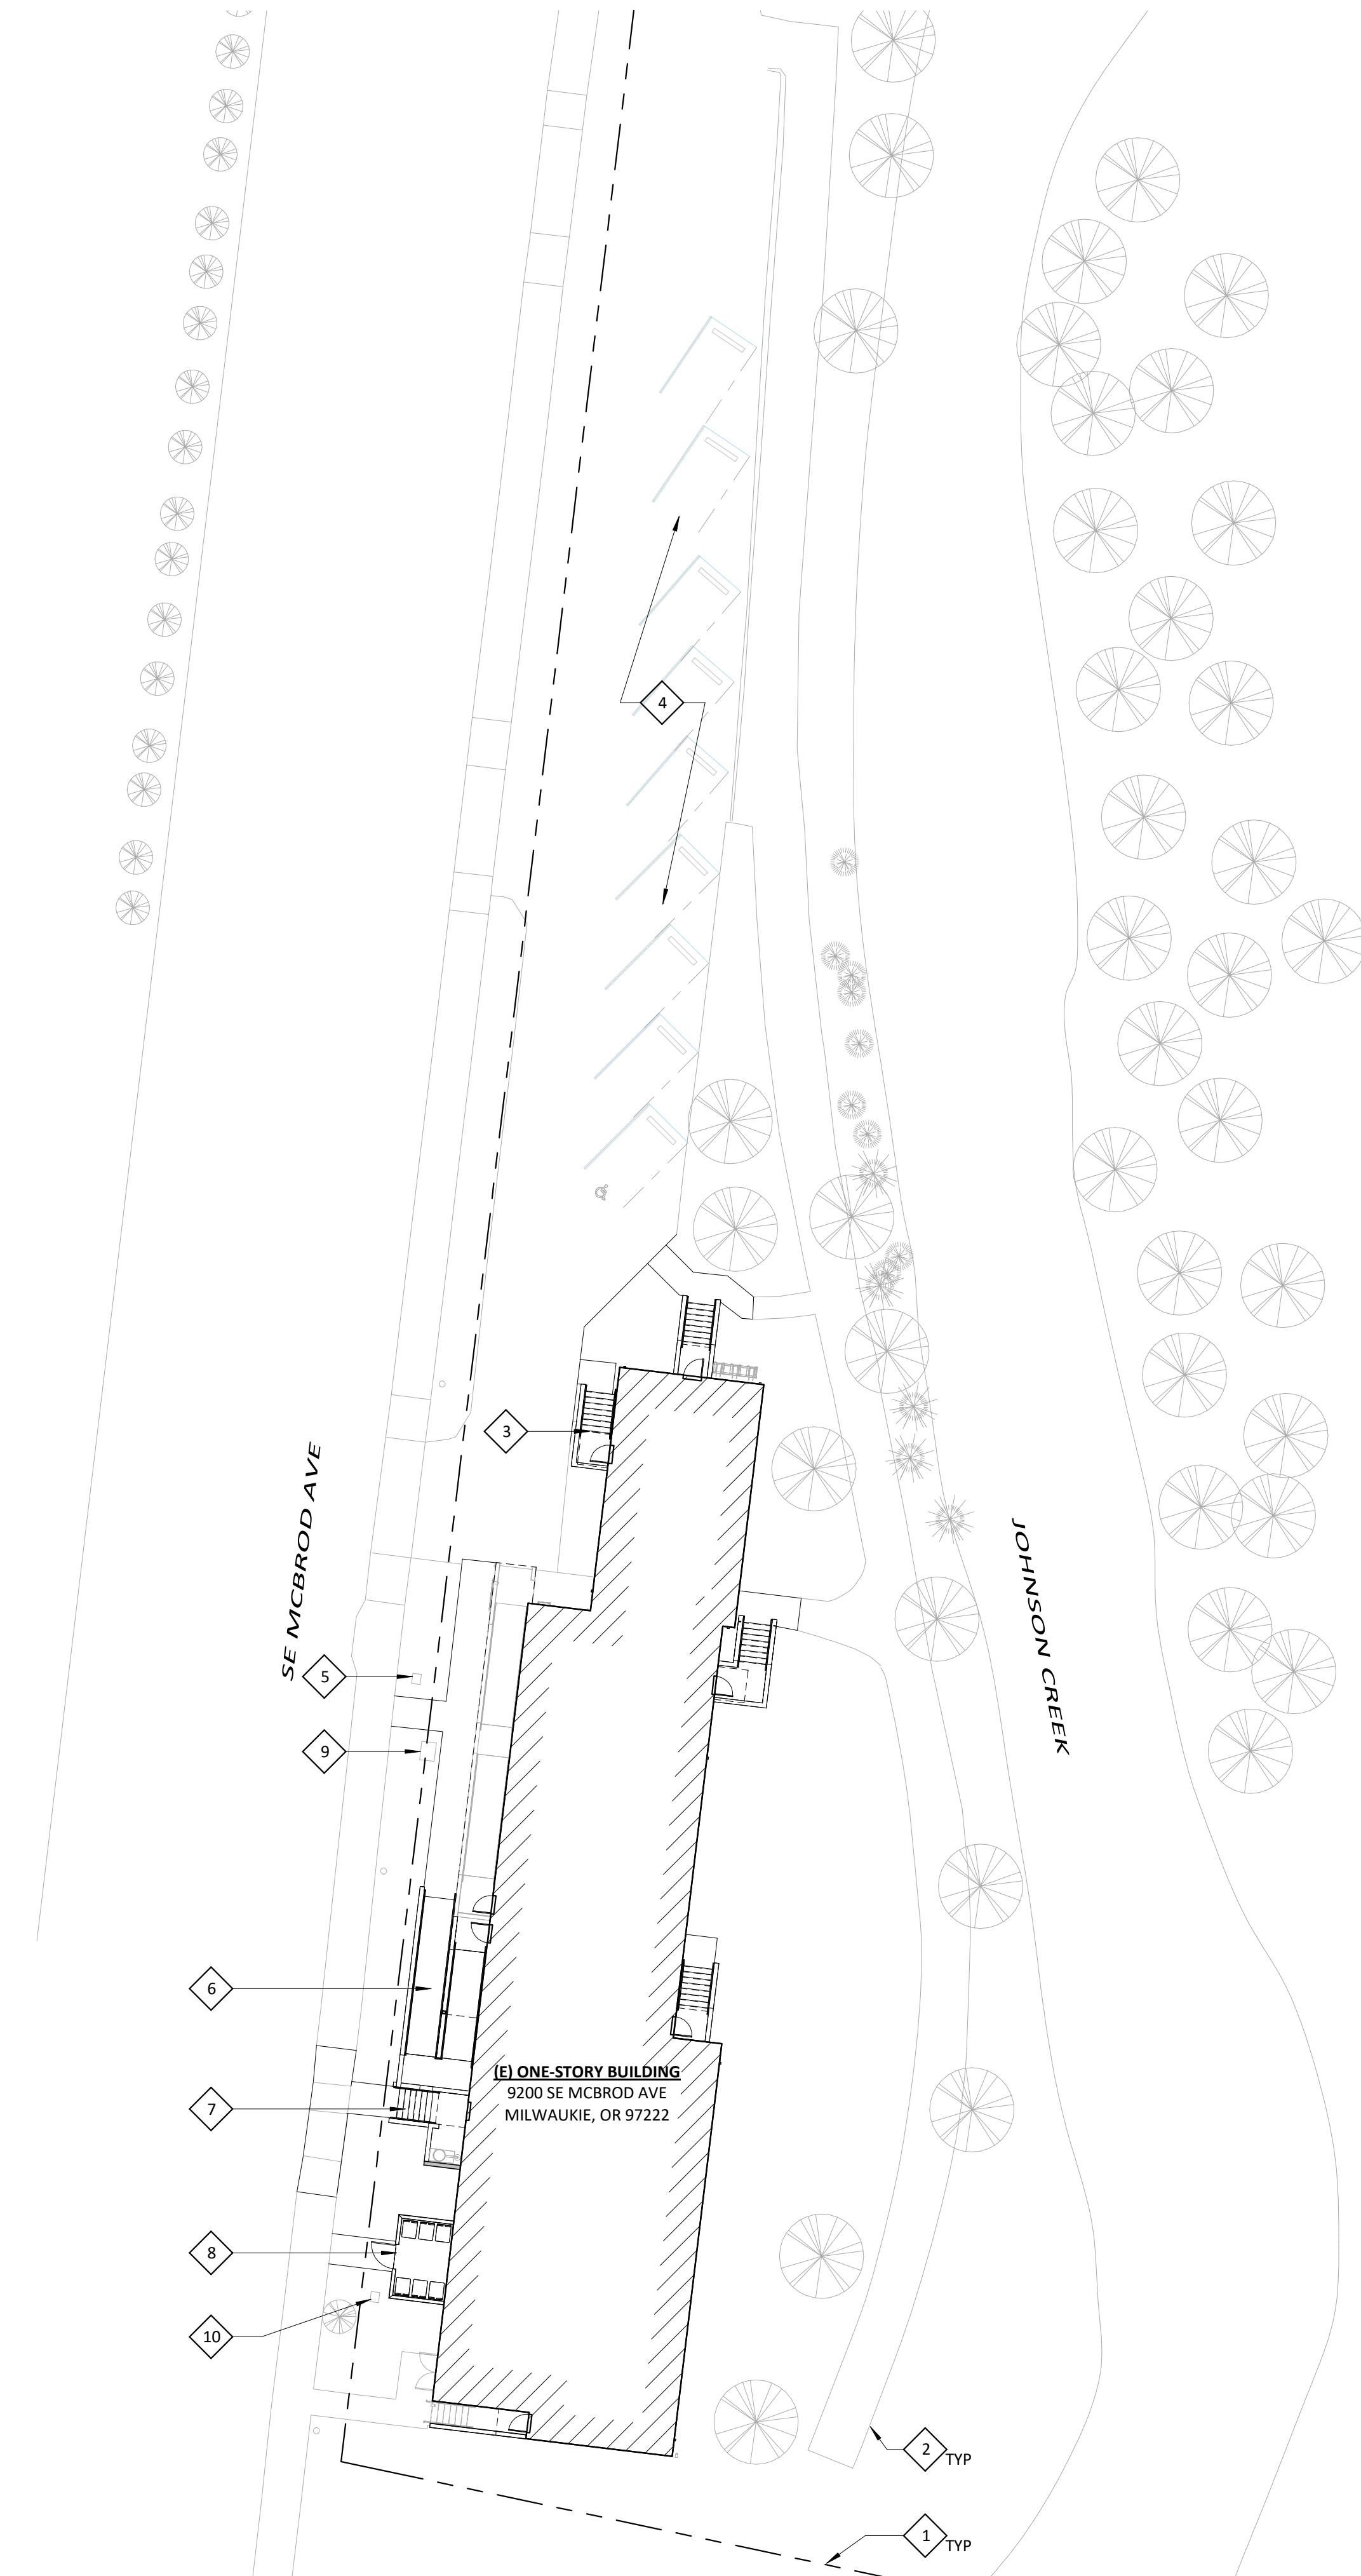 4
3
SE MCBROD AVE
JOHNSON CREEK
5
9
6
(E) ONE-STORY BUILDING
9200 SE MCBROD AVE
MILWAUKIE, OR 97222
7
8
10
2 TYP
1 TYP